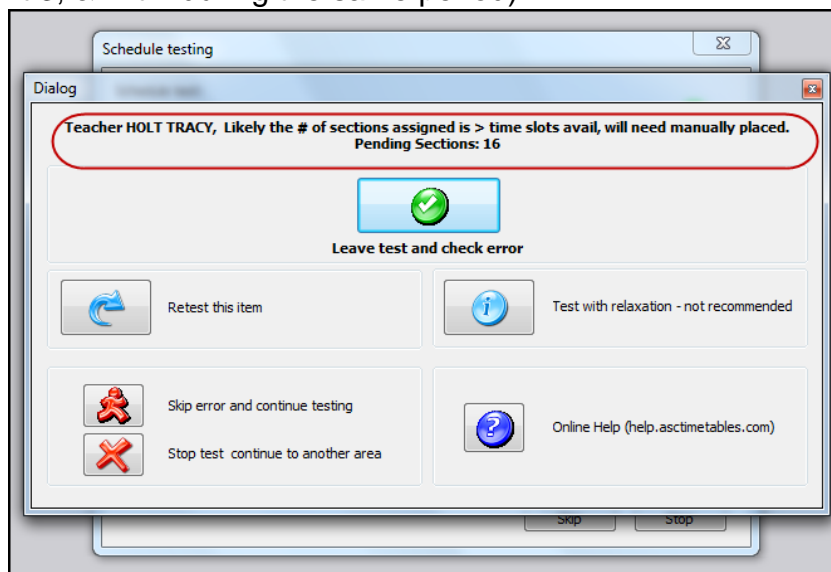 Schedule testing
Dialog
Teacher HOLT TRACY, Likely the # of sections assigned is > time slots avail, will need manually placed.
Pending Sections: 16
Leave test and check error
Retest this item
Test with relaxation - not recommended
Skip error and continue testing
Online Help (help.asctimetables.com)
Stop test continue to another area
Skip
Stop